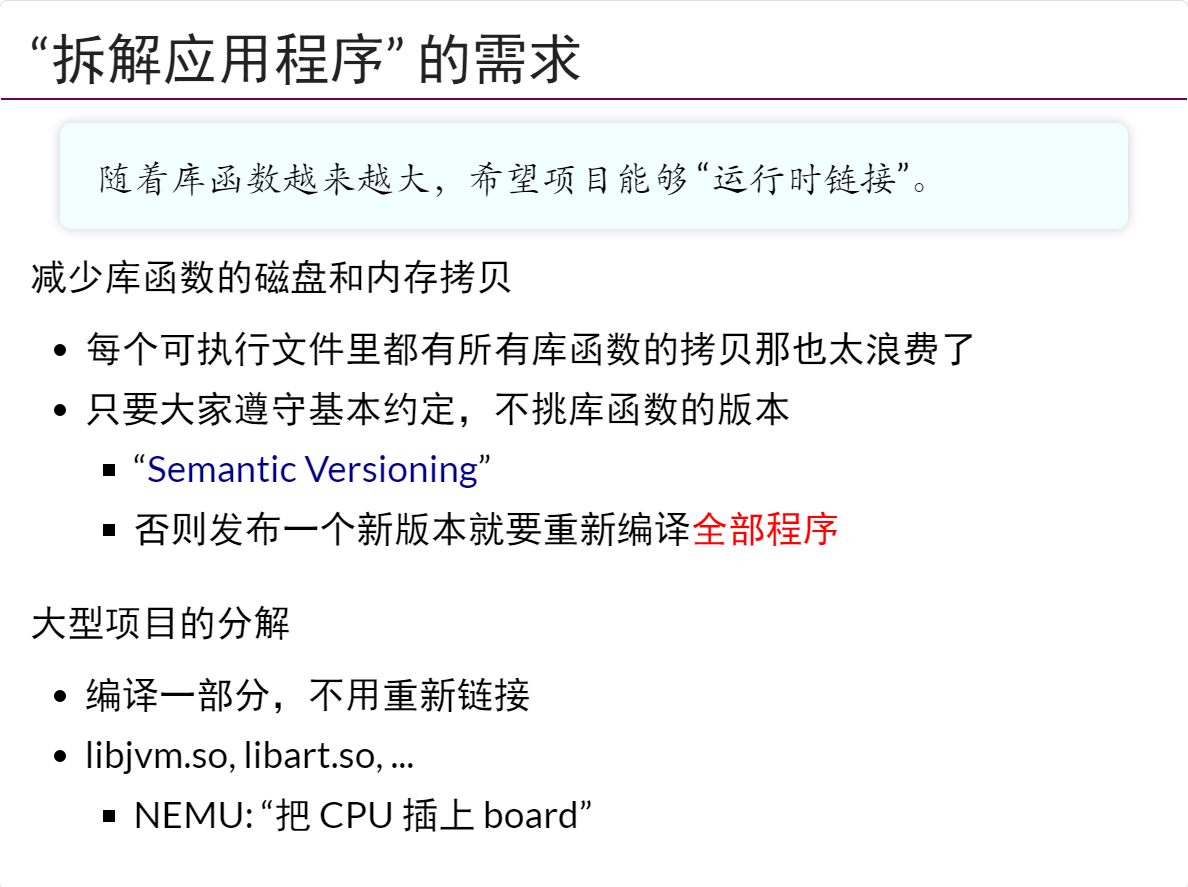 “拆解应用程序” 的需求
随着库函数越来越大，希望项目能够 “运行时链接”。
减少库函数的磁盘和内存拷贝
每个可执行文件里都有所有库函数的拷贝那也太浪费了
只要大家遵守基本约定，不挑库函数的版本
“Semantic Versioning”
否则发布一个新版本就要重新编译全部程序
大型项目的分解
编译一部分，不用重新链接
libjvm.so, libart.so, ...
NEMU: “把 CPU 插上 board”